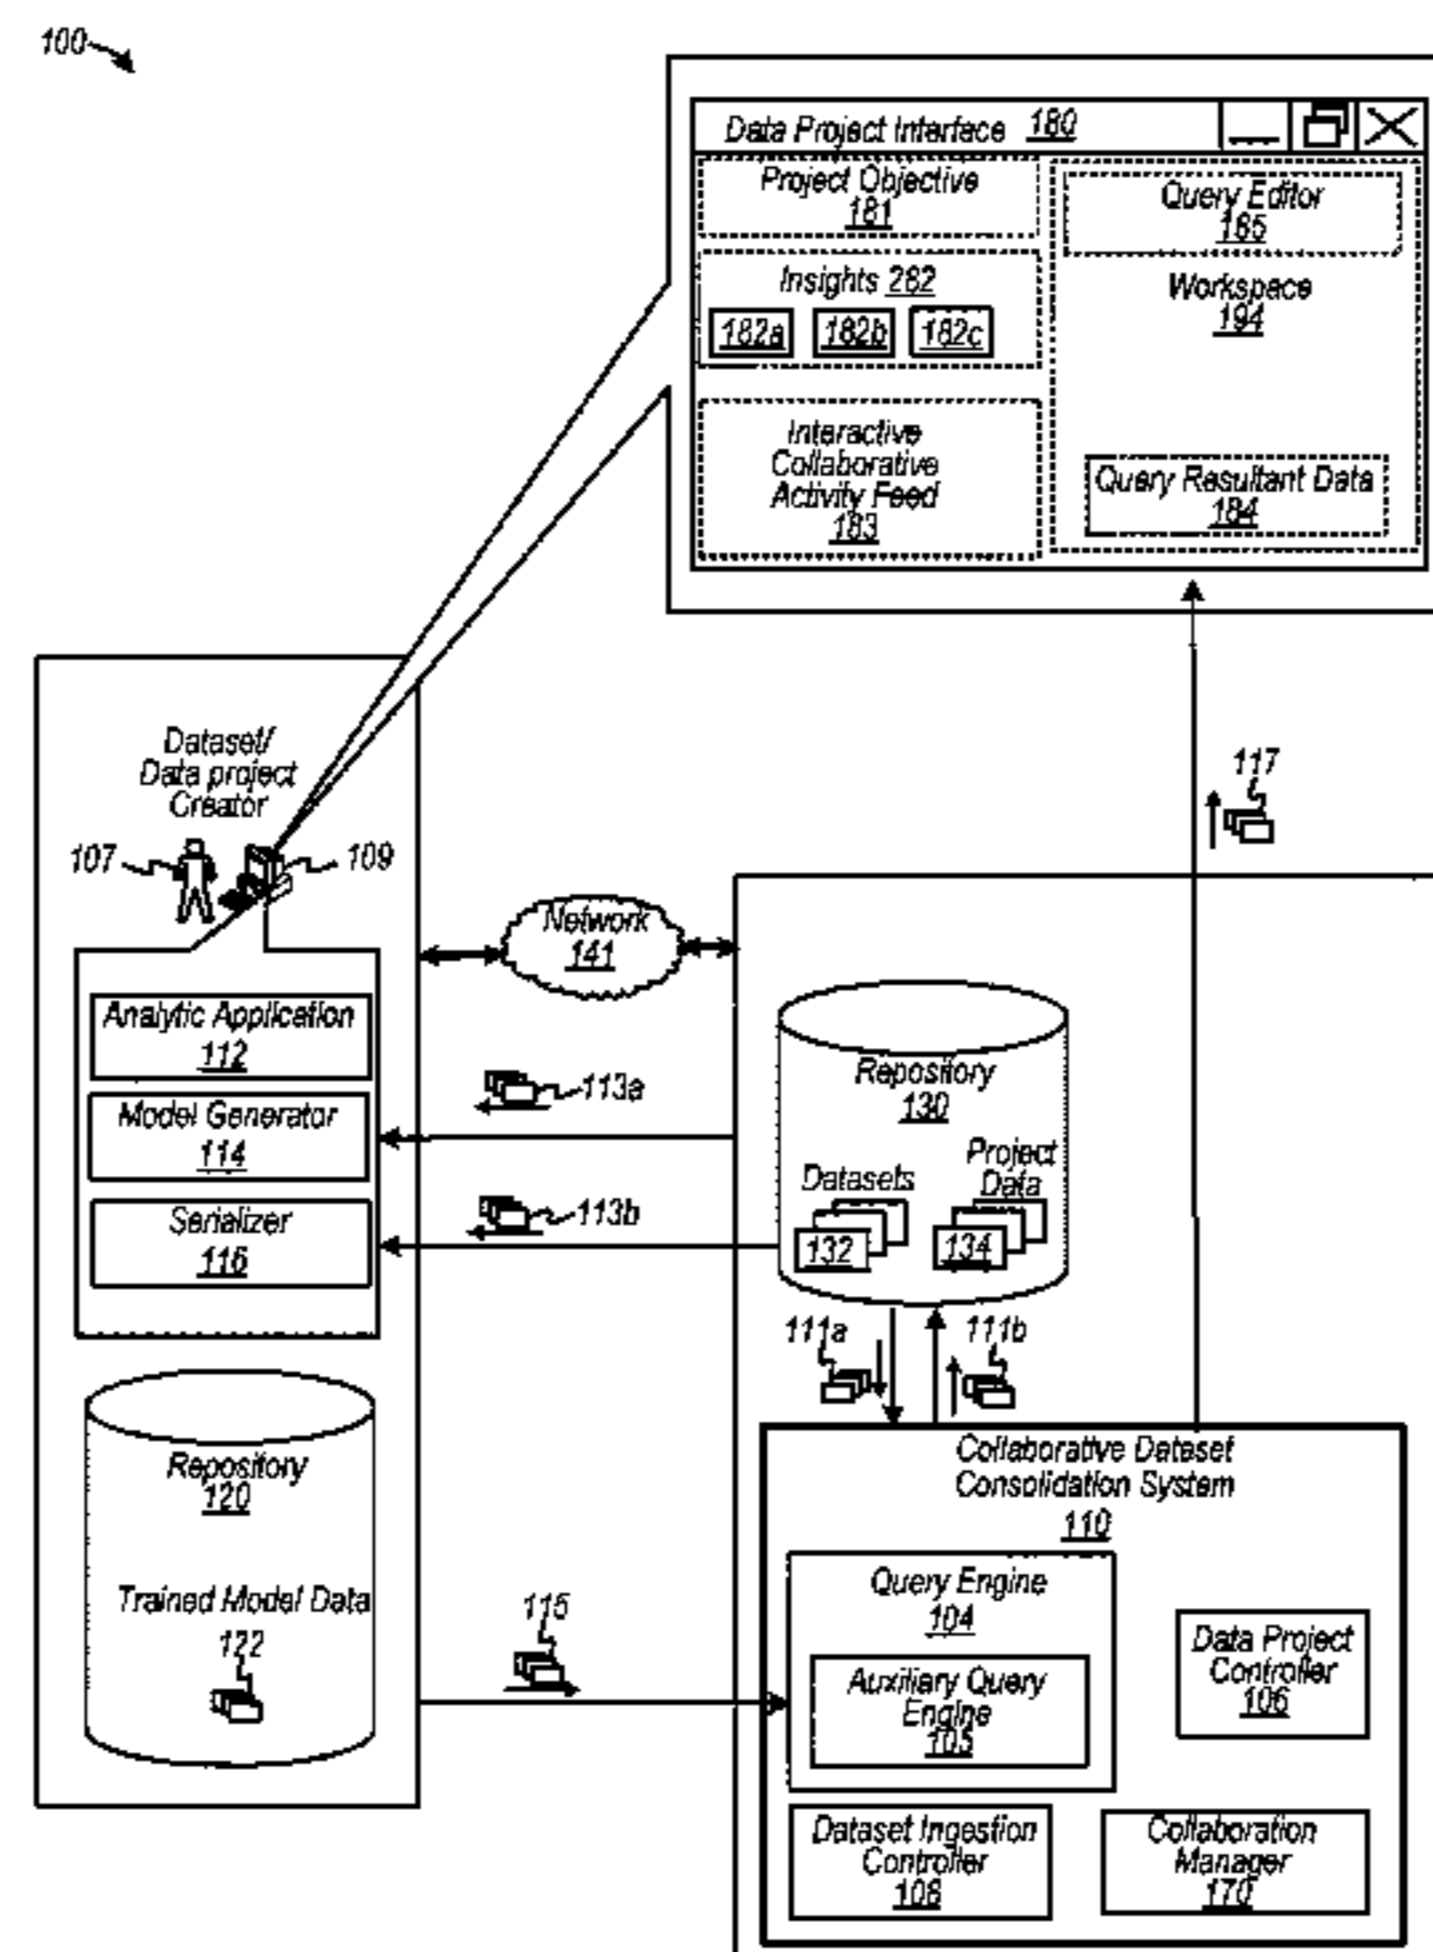 100
Data Project Interface 180
Project Objective
181
Query Editor
185
Insights 282
182a 182b 182c
Workspace
194
Interactive
Collaborative
Activity Feed
183
Query Resultant Data
184
Dataset/
Data project
Creator
107
109
117
Network
141
Analytic Application
112
Model Generator
114
Serializer
116
113a
113b
Repository
130
Datasets
132
Project
Data
134
111a
111b
Repository
120
Trained Model Data
122
115
Collaborative Dataset
Consolidation System
110
Query Engine
104
Auxiliary Query
Engine
105
Data Project
Controller
106
Dataset Ingestion
Controller
108
Collaboration
Manager
170